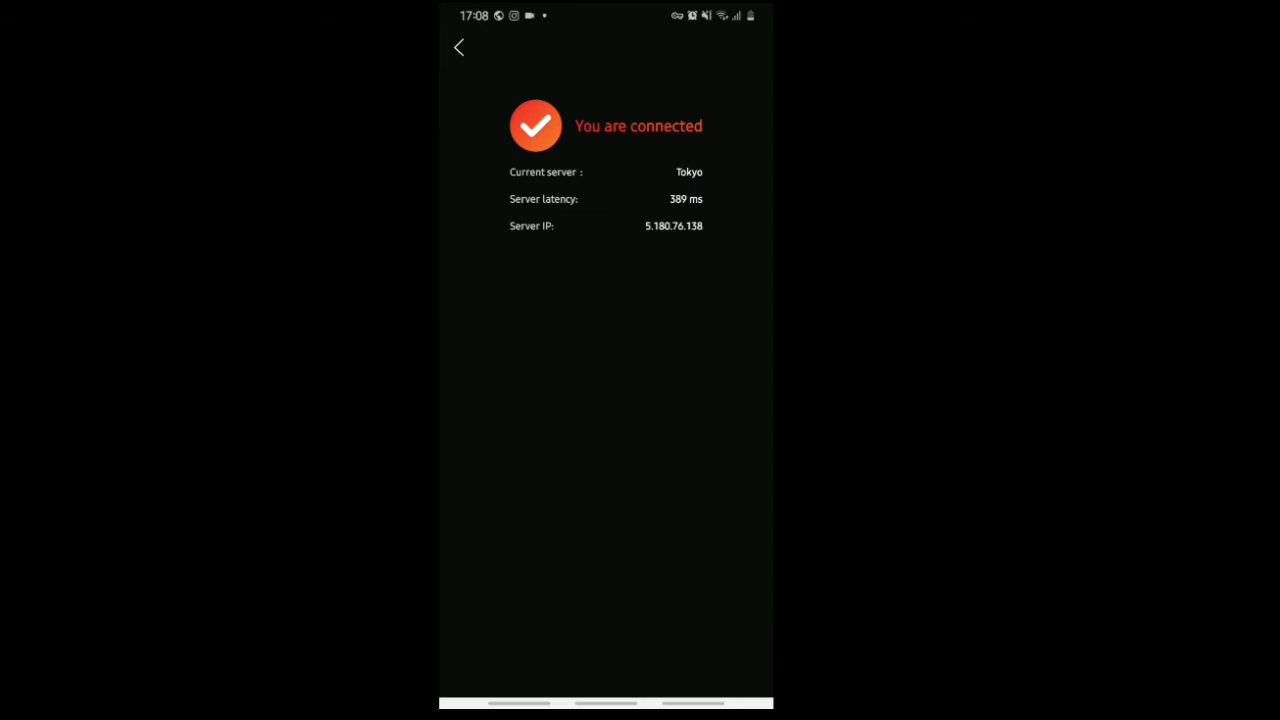 17:08
You are connected
Current server : Tokyo
Server latency: 389 ms
Server IP: 5.180.76.138